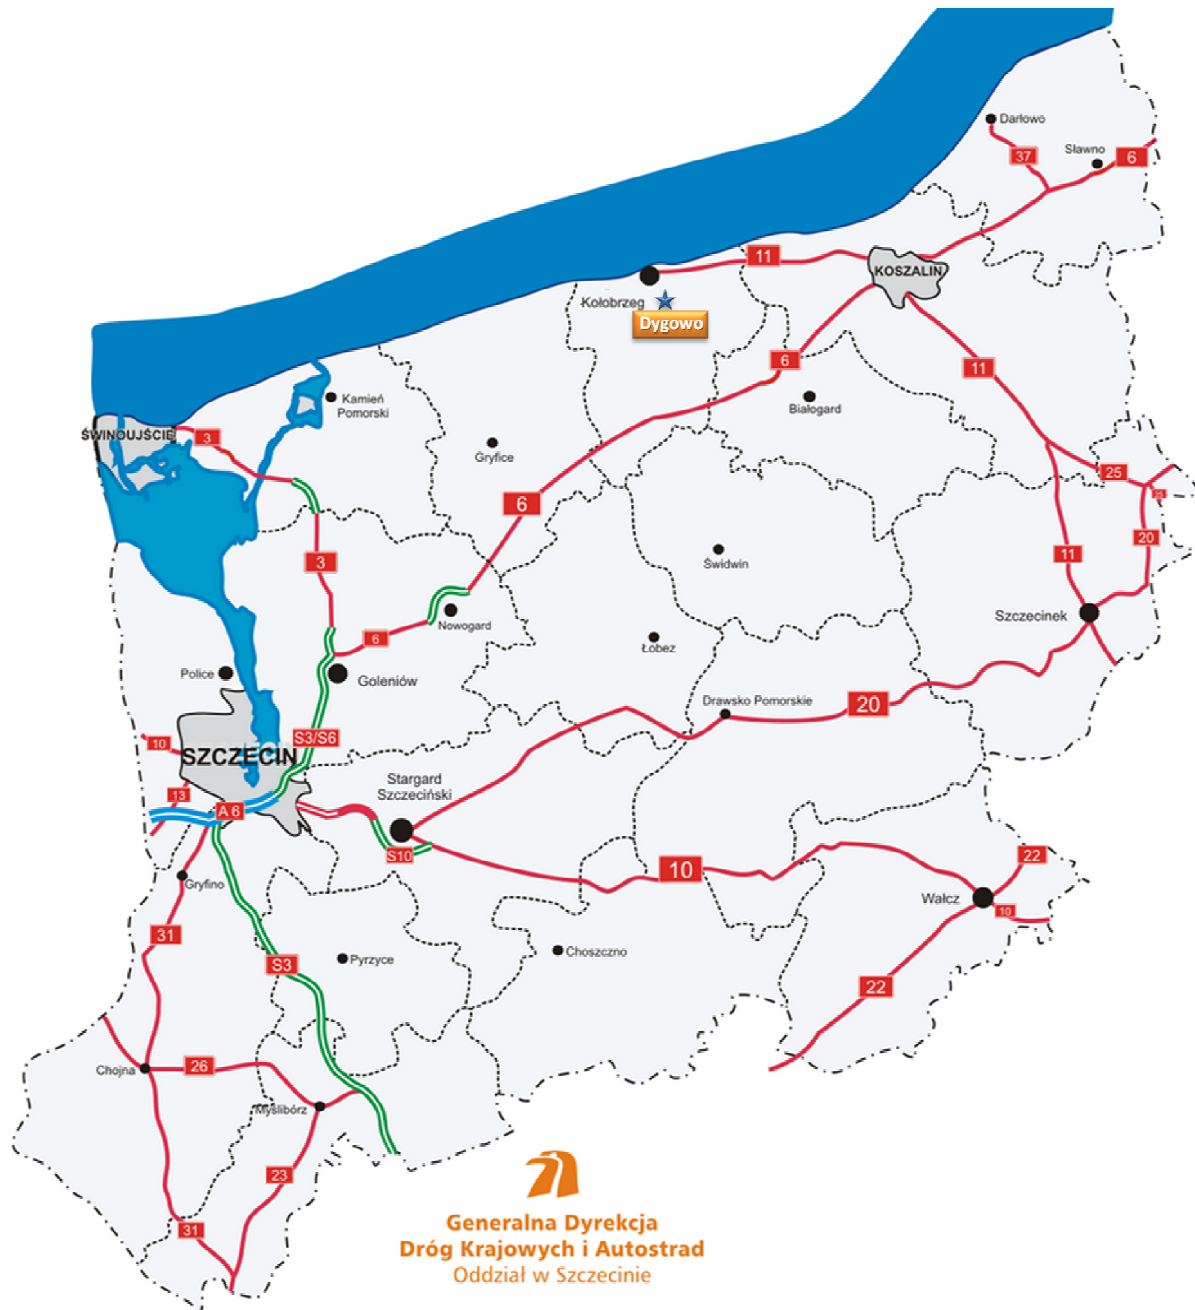 Darłowo
37
Sławno
6
11
KOSZALIN
Kołobrzeg
Dygowo
6
11
Białogard
Kamień
Pomorski
ŚWINOUJŚCIE
3
Gryfice
25
25
6
20
11
3
Świdwin
Nowogard
6
Szczecinek
Łobez
Police
Goleniów
Drawsko Pomorskie
20
S3/S6
10
SZCZECIN
Stargard
Szczeciński
13
A 6
S10
22
10
Gryfino
Wałcz
10
31
Choszczno
Pyrzyce
S3
22
Chojna
26
Myślibórz
23
31
Generalna Dyrekcja
Dróg Krajowych i Autostrad
Oddział w Szczecinie